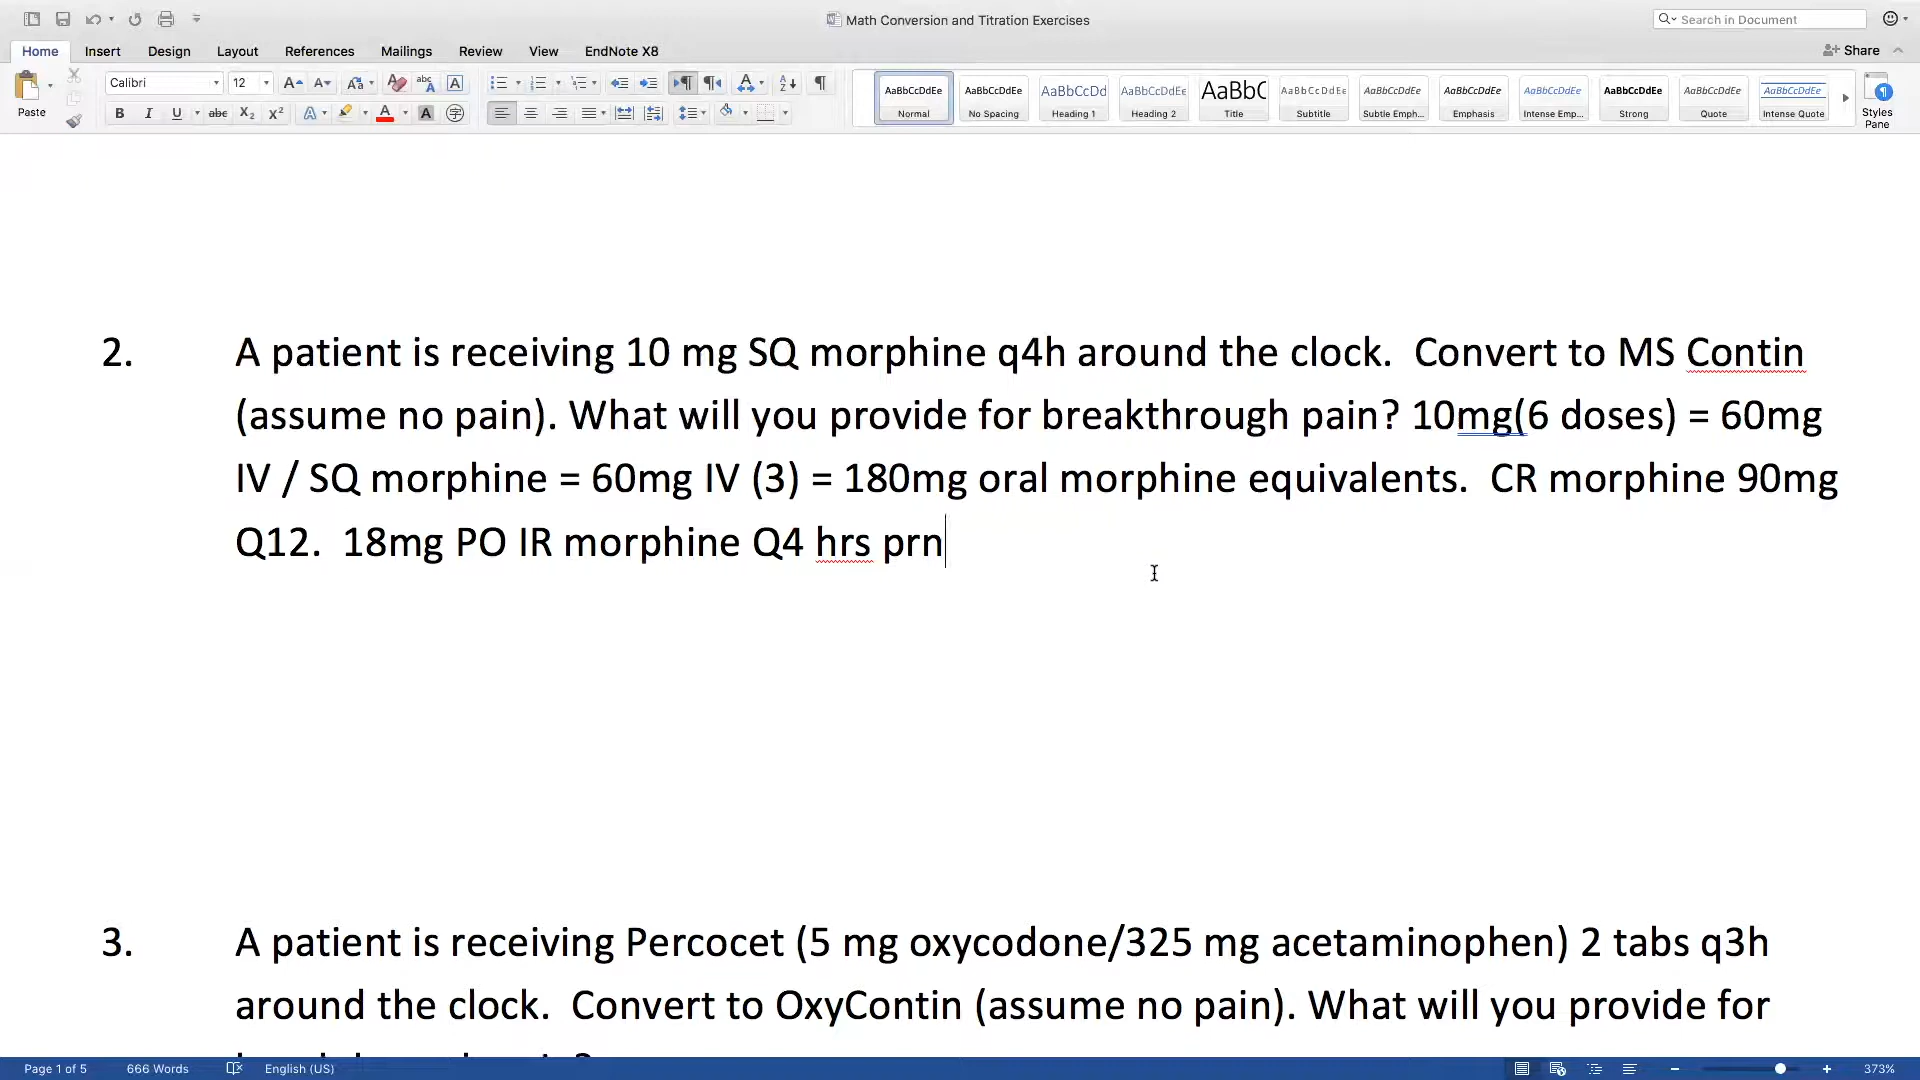 Math Conversion and Titration Exercises
Search in Document
Home Insert Design Layout References Mailings Review View EndNote X8
Share
Paste
Calibri 12
AaBbCcDdEe Normal
AaBbCcDdEe No Spacing
AaBbCcDd Heading 1
AaBbCcDdEe Heading 2
AaBbC Title
AaBbCcDdEe Subtitle
AaBbCcDdEe Subtle Emph...
AaBbCcDdEe Emphasis
AaBbCcDdEe Intense Emp...
AaBbCcDdEe Strong
AaBbCcDdEe Quote
AaBbCcDdEe Intense Quote
Styles
Pane
2. A patient is receiving 10 mg SQ morphine q4h around the clock. Convert to MS Contin
(assume no pain). What will you provide for breakthrough pain? 10mg(6 doses) = 60mg
IV / SQ morphine = 60mg IV (3) = 180mg oral morphine equivalents. CR morphine 90mg
Q12. 18mg PO IR morphine Q4 hrs prn
3. A patient is receiving Percocet (5 mg oxycodone/325 mg acetaminophen) 2 tabs q3h
around the clock. Convert to OxyContin (assume no pain). What will you provide for
Page 1 of 5 666 Words English (US) 373%